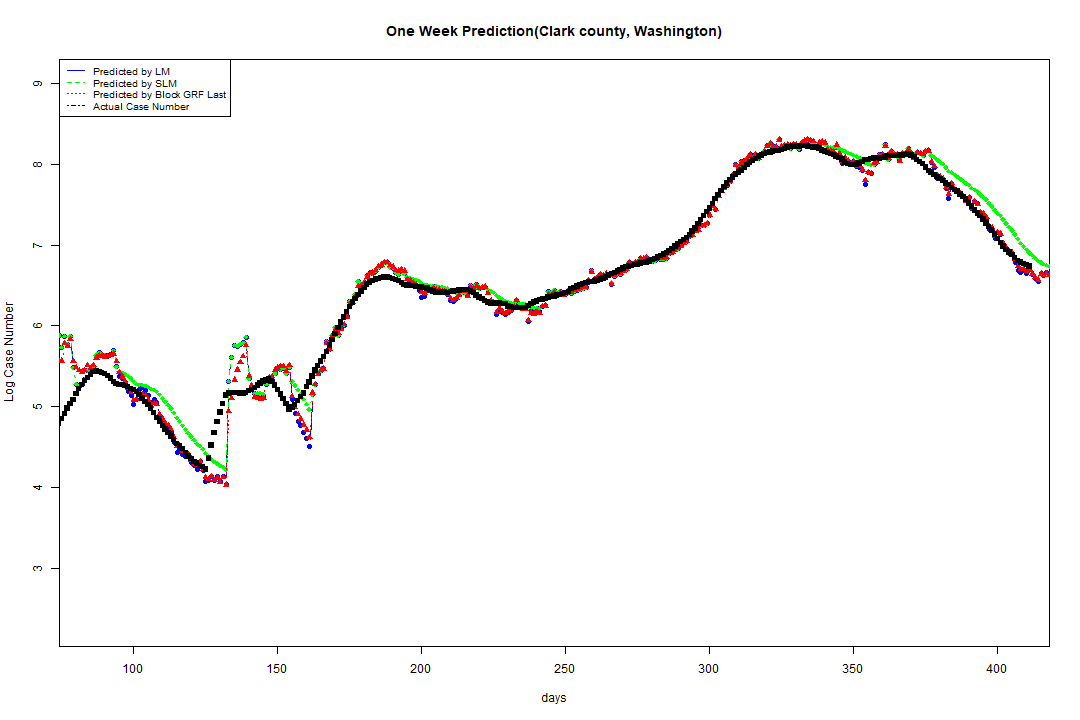 One Week Prediction(Clark county, Washington)
Predicted by LM
Predicted by SLM
Predicted by Block GRF Last
Actual Case Number
9
8
7
6
5
4
3
Log Case Number
100 150 200 250 300 350 400
days